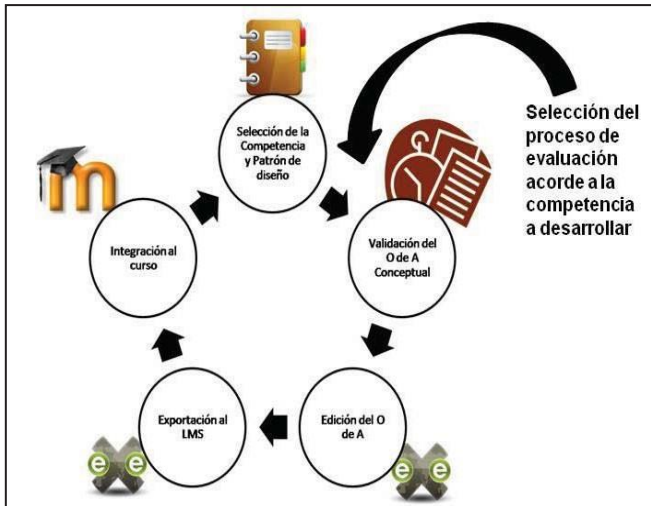 Selección de la
Competencia
y Patrón de
diseño
Selección del
proceso de
evaluación
acorde a la
competencia
a desarrollar
m
Integración al
curso
Validación del
O de A
Conceptual
Exportación al
LMS
Edición del O
de A
e e
e e